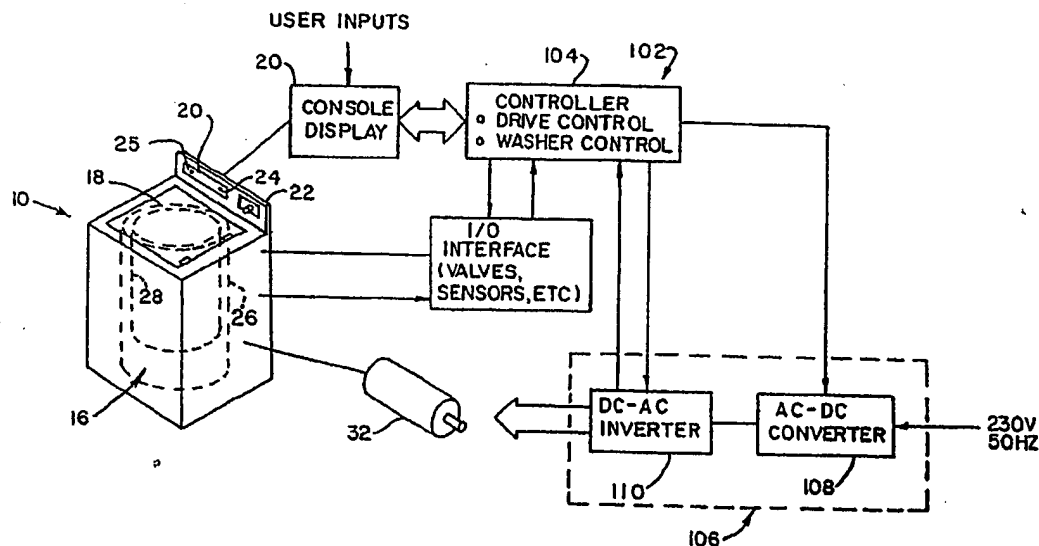 USER INPUTS
20
CONSOLE
DISPLAY
104
102
CONTROLLER
o DRIVE CONTROL
o WASHER CONTROL
25
20
18
24
22
10
28
26
16
I/O
INTERFACE
(VALVES,
SENSORS, ETC)
32
DC-AC
INVERTER
110
AC-DC
CONVERTER
108
230V
50HZ
106